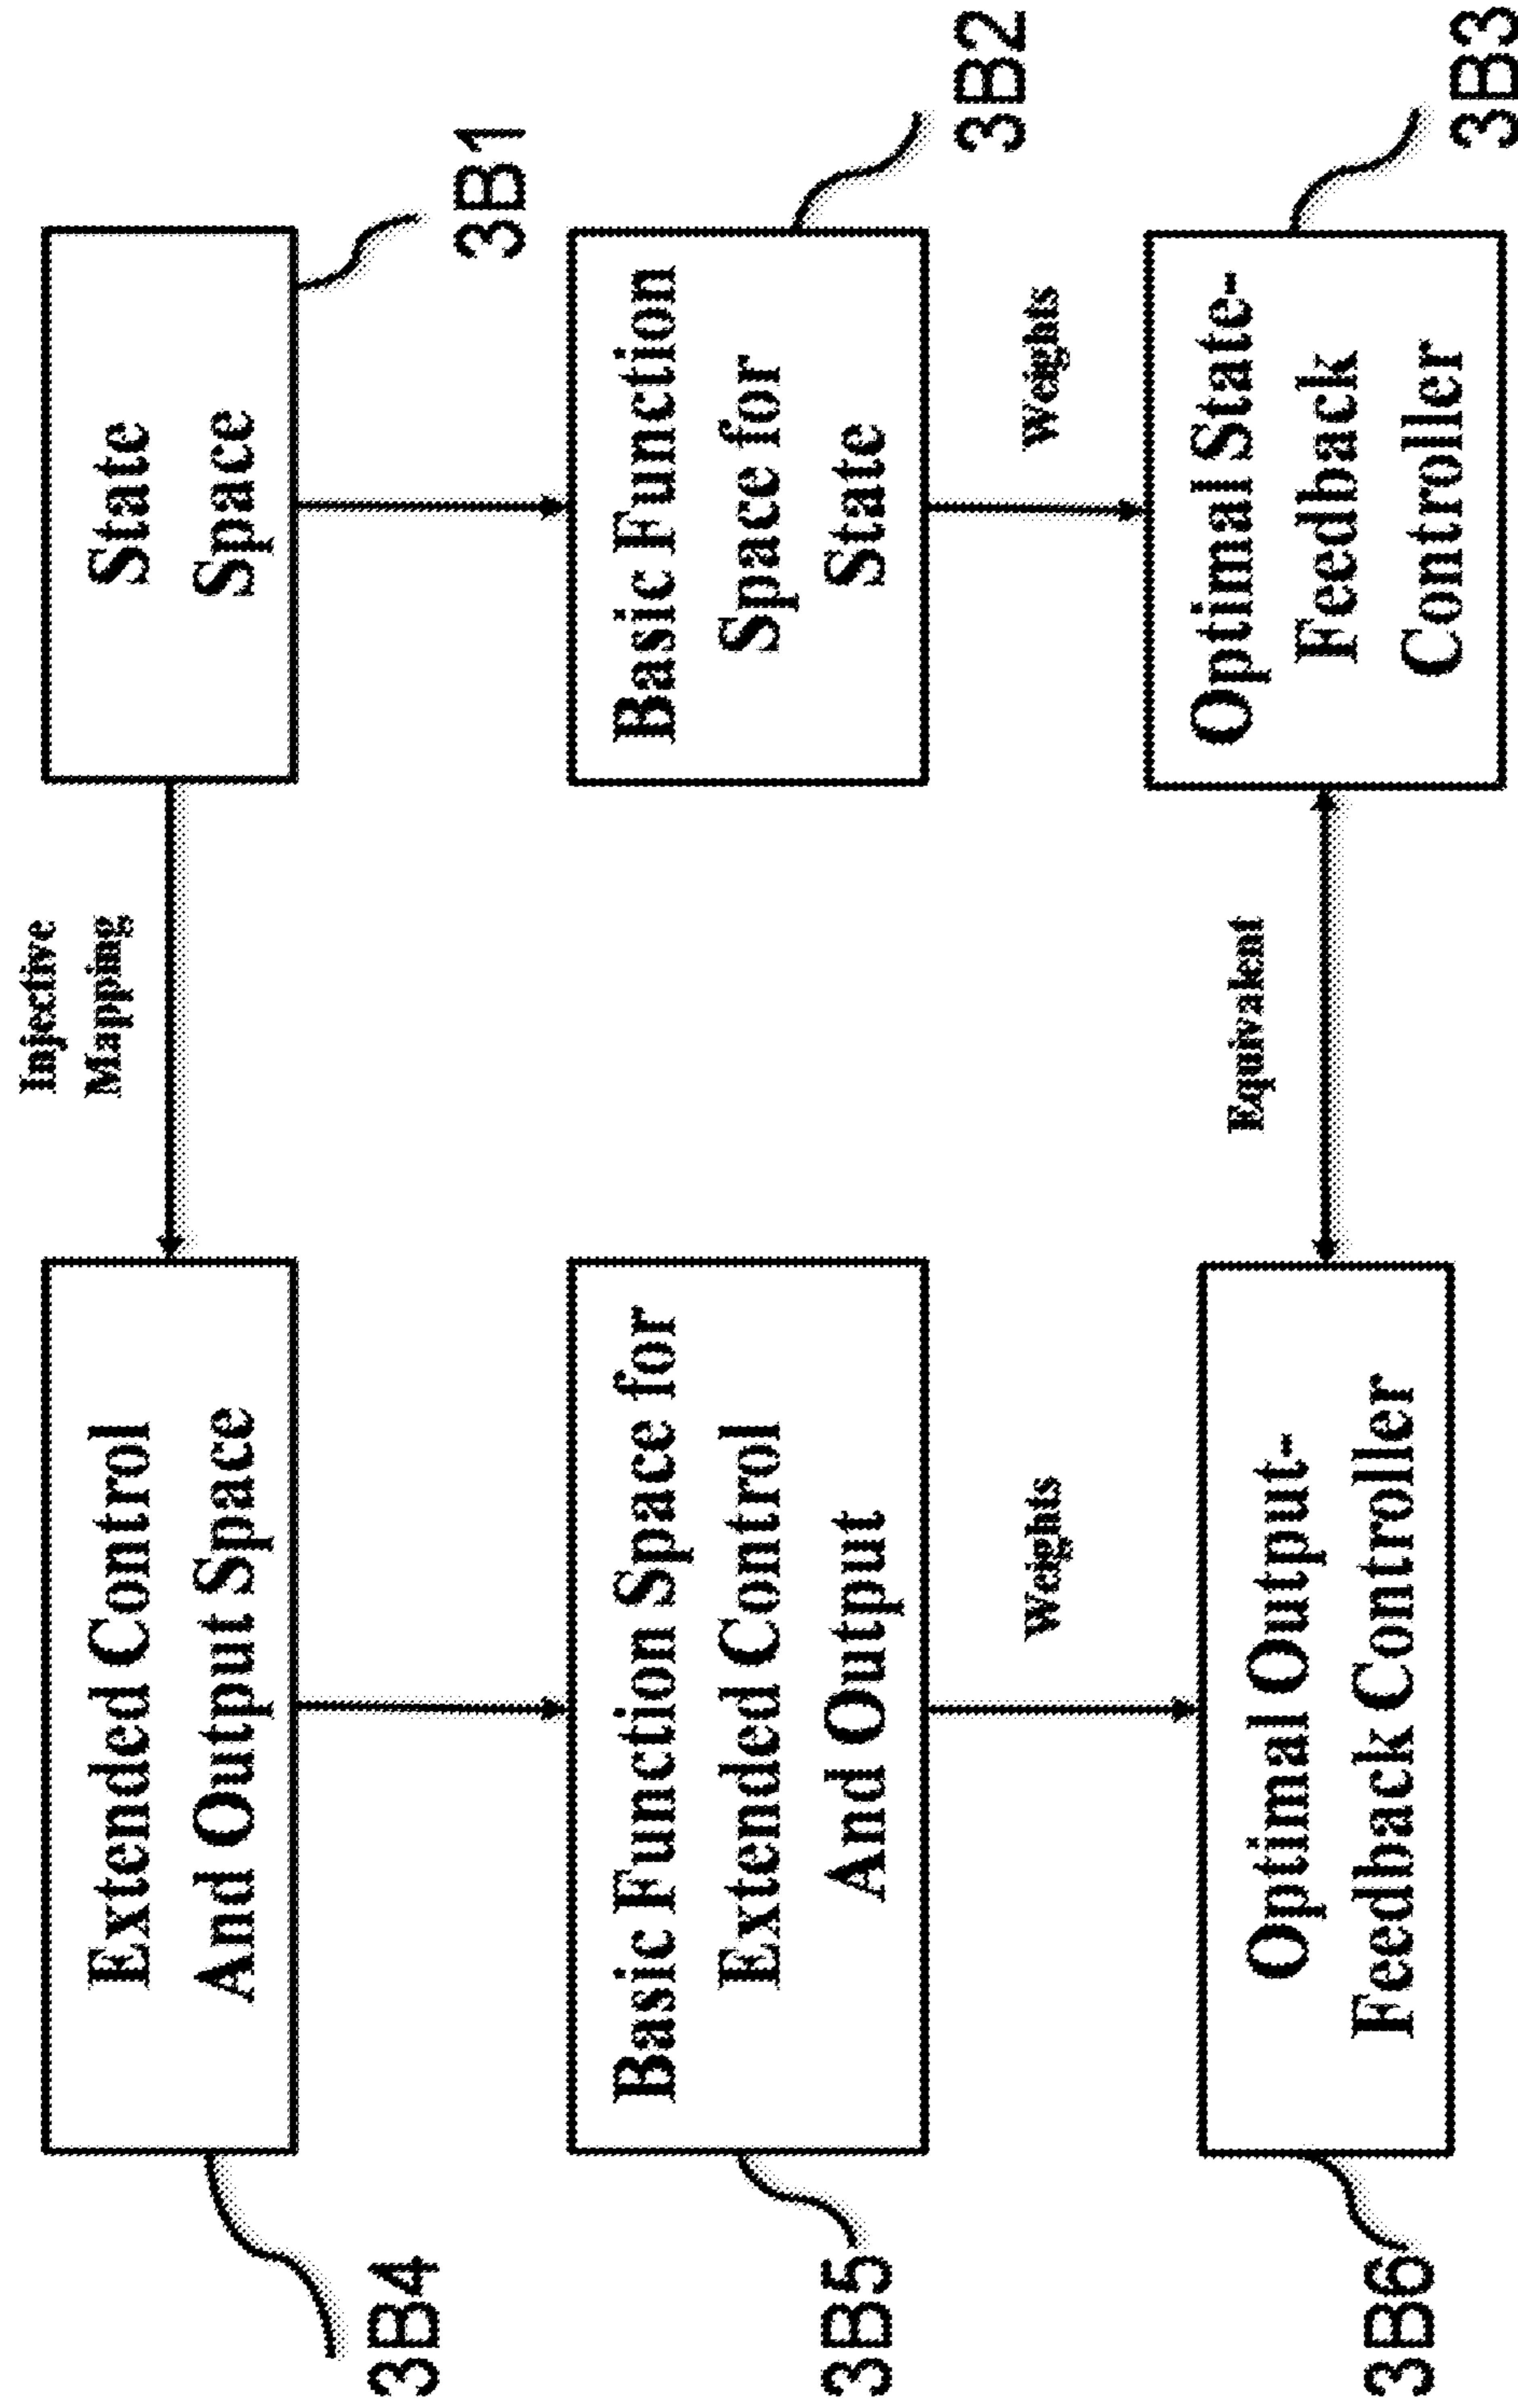 Injective
Mapping
Extended Control
And Output Space
State
Space
3B4
3B1
Basic Function Space for
Extended Control
And Output
Basic Function
Space for
State
3B5
3B2
Weights
Weights
Optimal Output-
Feedback Controller
Equivalent
Optimal State-
Feedback
Controller
3B6
3B3